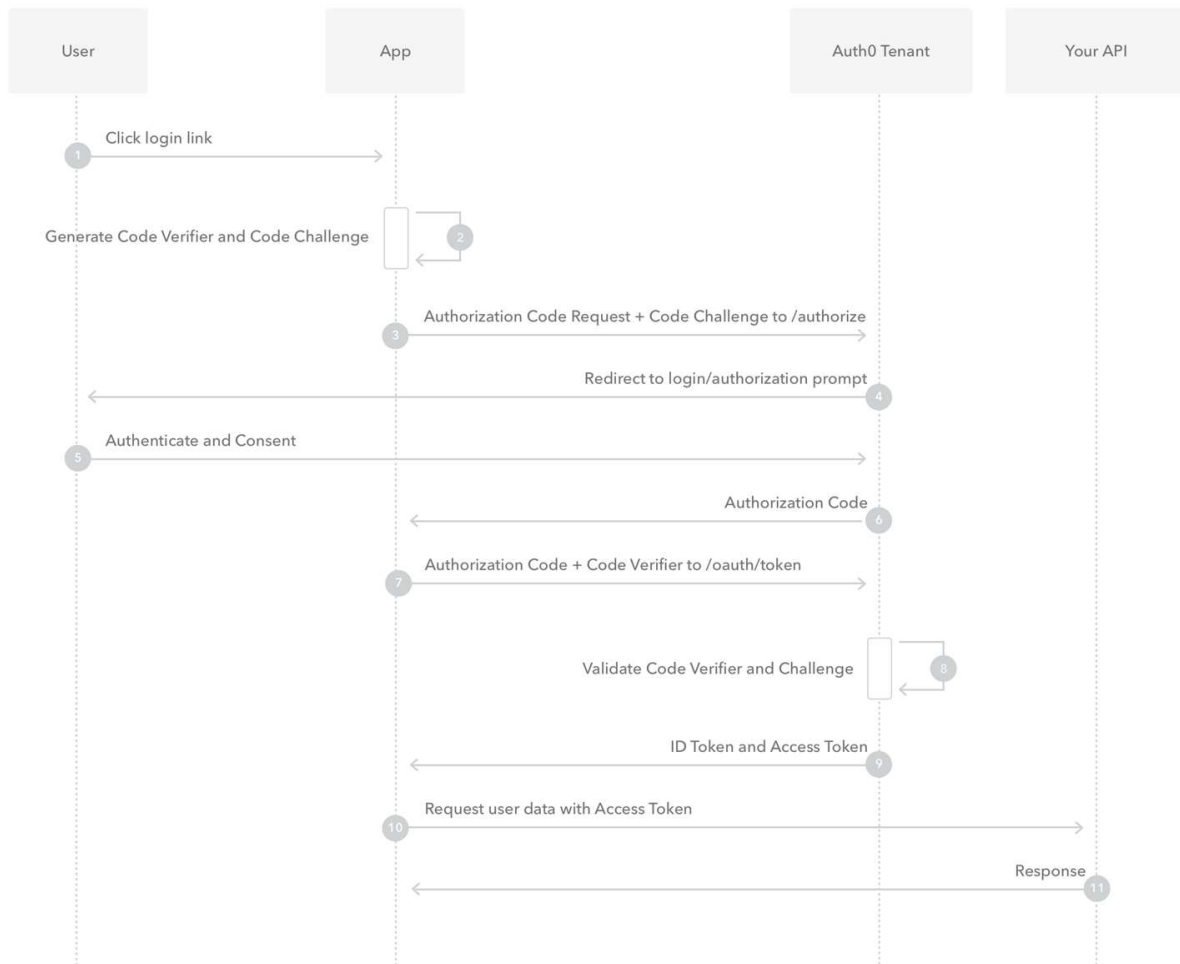 User
App
Auth0 Tenant
Your API
Click login link
1
Generate Code Verifier and Code Challenge
2
Authorization Code Request + Code Challenge to /authorize
3
Redirect to login/authorization prompt
4
Authenticate and Consent
5
Authorization Code
6
Authorization Code + Code Verifier to /oauth/token
7
Validate Code Verifier and Challenge
8
ID Token and Access Token
9
Request user data with Access Token
10
Response
11